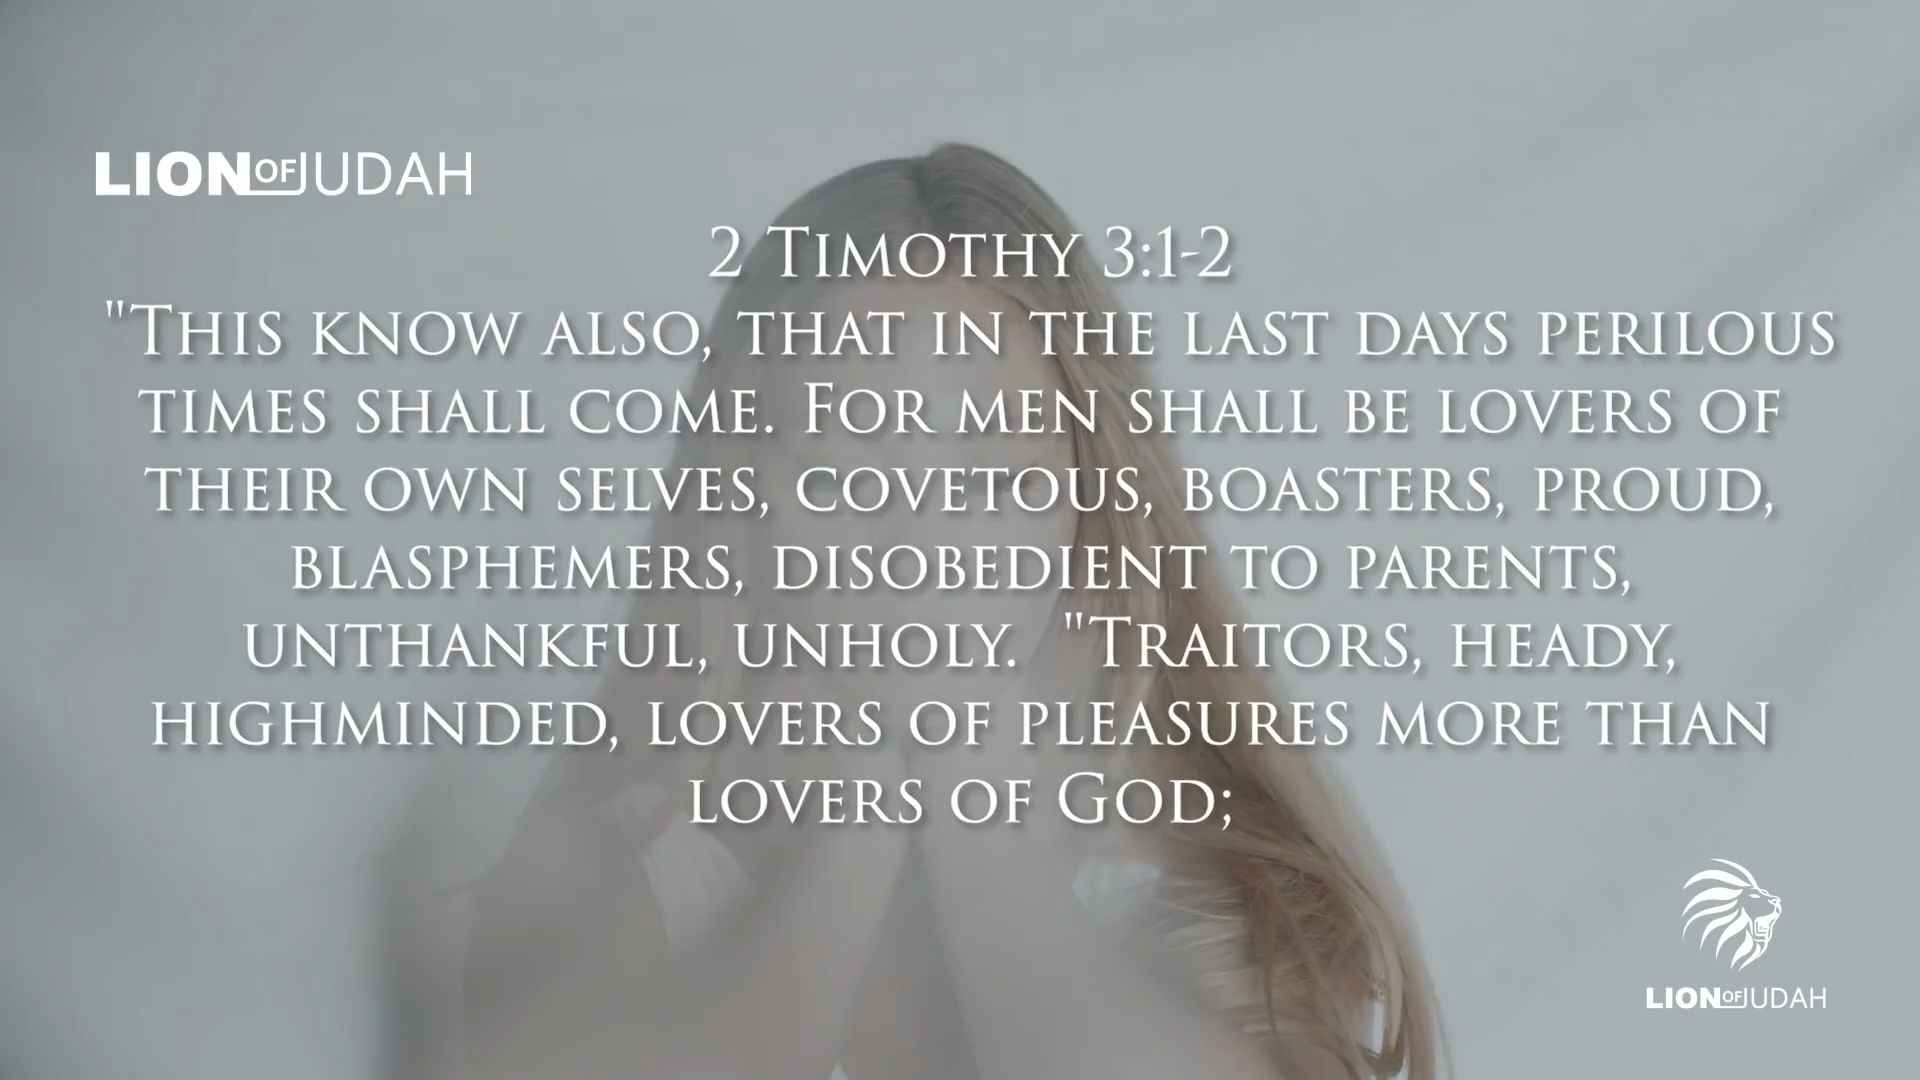 LION OF JUDAH
2 TIMOTHY 3:1-2
"THIS KNOW ALSO, THAT IN THE LAST DAYS PERILOUS
TIMES SHALL COME. FOR MEN SHALL BE LOVERS OF
THEIR OWN SELVES, COVETOUS, BOASTERS, PROUD,
BLASPHEMERS, DISOBEDIENT TO PARENTS,
UNTHANKFUL, UNHOLY. "TRAITORS, HEADY,
HIGHMINDED, LOVERS OF PLEASURES MORE THAN
LOVERS OF GOD;
LION OF JUDAH